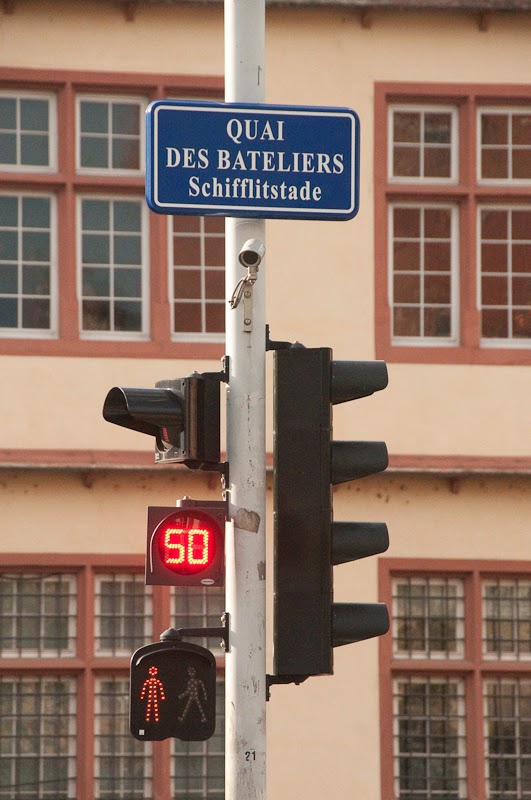 QUAI
DES BATELIERS
Schifflitstade
50
21